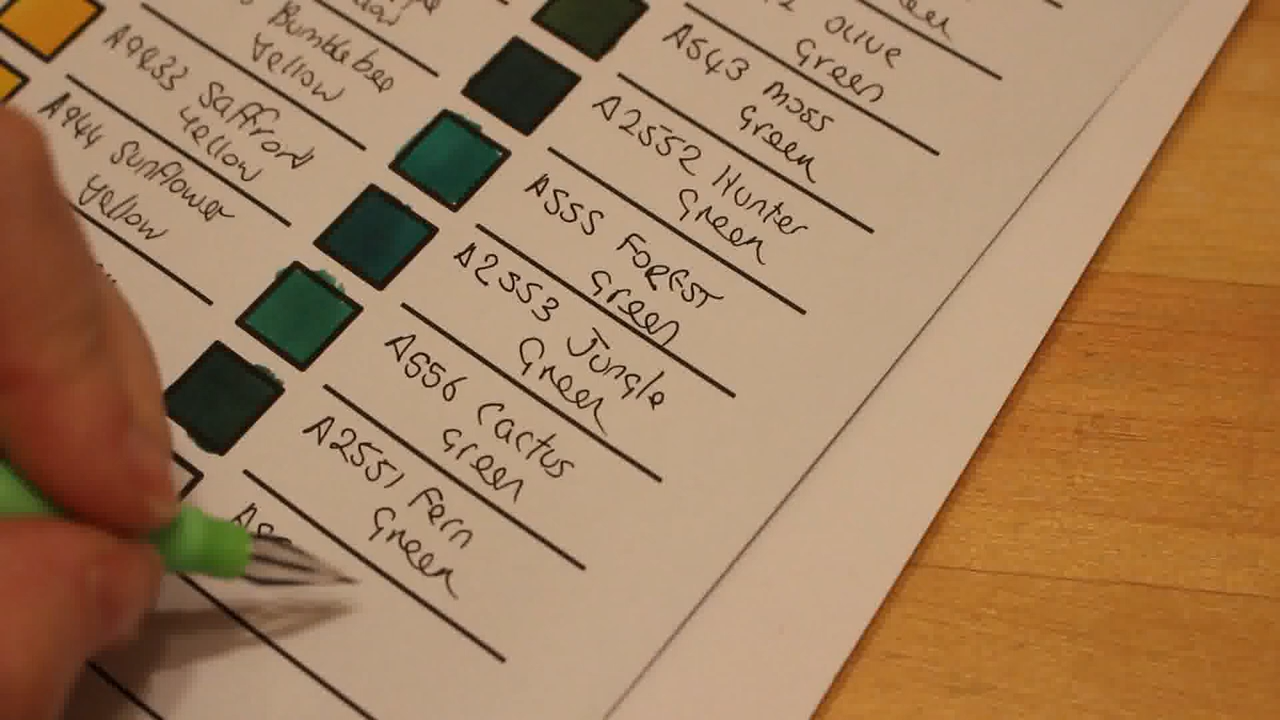 Bumblebee
Yellow
A9233 Saffron
Yellow
A944 Sunflower
Yellow
Olive
Green
A543 Moss
Green
A2552 Hunter
Green
A555 FOREST
Green
A2553 Jungle
Green
A556 Cactus
Green
A2551 Fern
Green